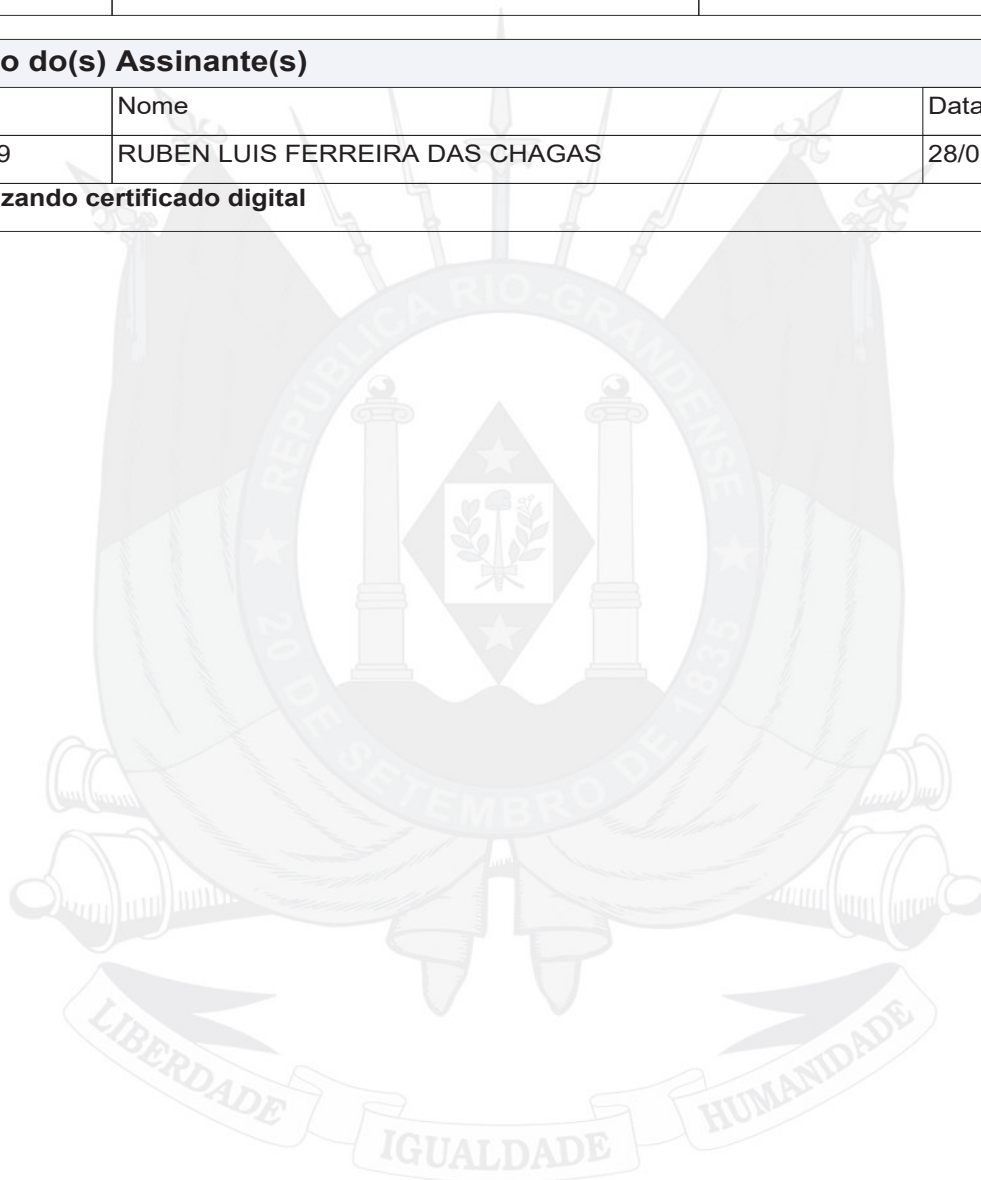 o do(s) Assinante(s)
Nome
Data
9
RUBEN LUIS FERREIRA DAS CHAGAS
28/0
zando certificado digital
REPÚBLICA RIO-GRANDENSE
20 DE SETEMBRO DE 1835
LIBERDADE
IGUALDADE
HUMANIDADE